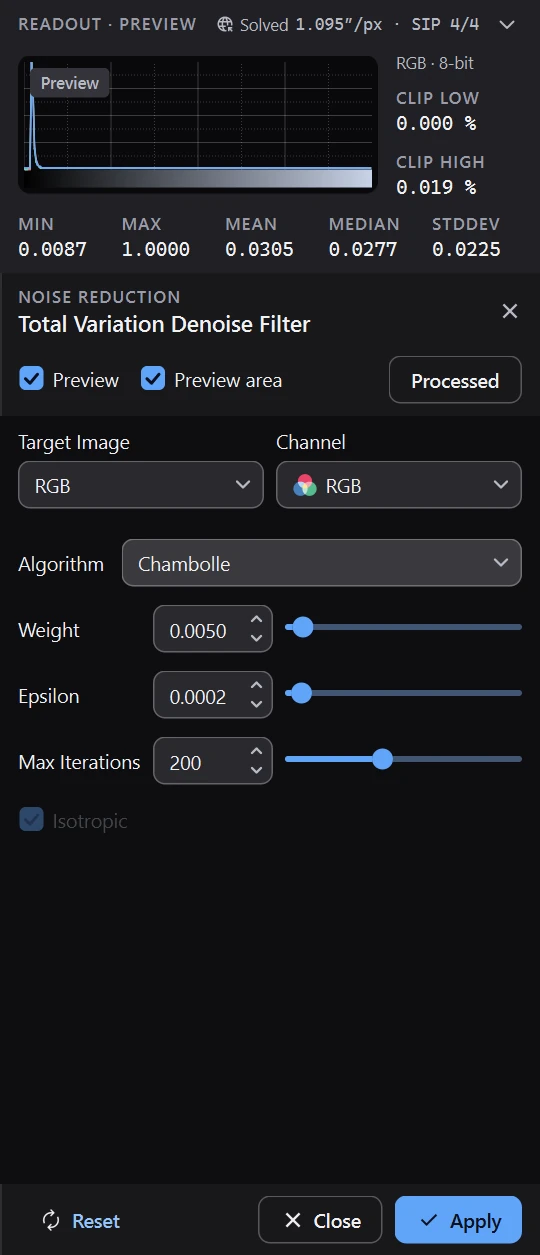 READOUT · PREVIEW Solved 1.095″/px · SIP 4/4
Preview
RGB · 8-bit
CLIP LOW
0.000 %
CLIP HIGH
0.019 %
MIN MAX MEAN MEDIAN STDDEV
0.0087 1.0000 0.0305 0.0277 0.0225
NOISE REDUCTION
Total Variation Denoise Filter
Preview Preview area Processed
Target Image Channel
RGB RGB
Algorithm Chambolle
Weight 0.0050
Epsilon 0.0002
Max Iterations 200
Isotropic
Reset Close Apply